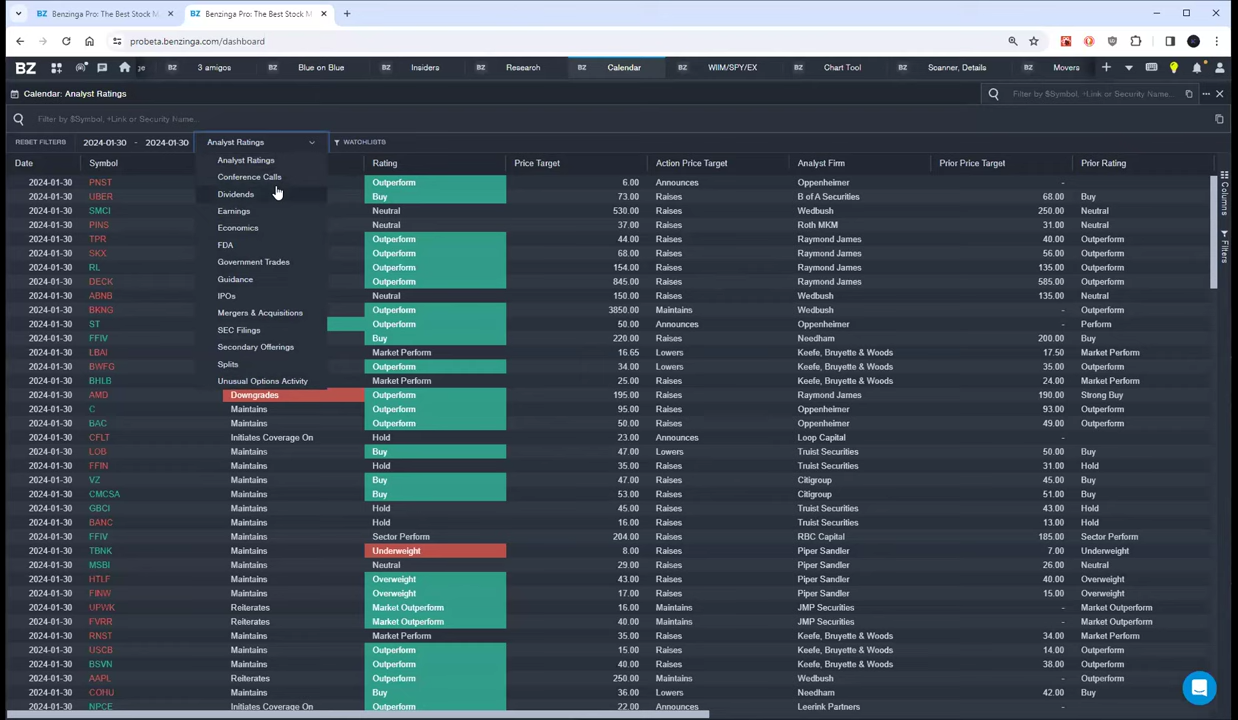 Benzinga Pro: The Best Stock M
Benzinga Pro: The Best Stock M
probeta.benzinga.com/dashboard
BZ ge BZ 3 amigos BZ Blue on Blue BZ Insiders BZ Research BZ Calendar BZ WIIM/SPY/EX BZ Chart Tool BZ Scanner, Details BZ Movers
Calendar: Analyst Ratings
Filter by $Symbol, +Link or Security Name...
Filter by $Symbol, +Link or Security Name...
RESET FILTERS 2024-01-30 - 2024-01-30 Analyst Ratings WATCHLISTS
Analyst Ratings
Conference Calls
Dividends
Earnings
Economics
FDA
Government Trades
Guidance
IPOs
Mergers & Acquisitions
SEC Filings
Secondary Offerings
Splits
Unusual Options Activity
Date Symbol Rating Price Target Action Price Target Analyst Firm Prior Price Target Prior Rating
2024-01-30 PNST Outperform 6.00 Announces Oppenheimer -
2024-01-30 UBER Buy 73.00 Raises B of A Securities 68.00 Buy
2024-01-30 SMCI Neutral 530.00 Raises Wedbush 250.00 Neutral
2024-01-30 PINS Neutral 37.00 Raises Roth MKM 31.00 Neutral
2024-01-30 TPR Outperform 44.00 Raises Raymond James 40.00 Outperform
2024-01-30 SKX Outperform 68.00 Raises Raymond James 56.00 Outperform
2024-01-30 RL Outperform 154.00 Raises Raymond James 135.00 Outperform
2024-01-30 DECK Outperform 845.00 Raises Raymond James 585.00 Outperform
2024-01-30 ABNB Neutral 150.00 Raises Wedbush 135.00 Neutral
2024-01-30 BKNG Outperform 3850.00 Maintains Wedbush - Outperform
2024-01-30 ST Outperform 50.00 Announces Oppenheimer - Perform
2024-01-30 FFIV Buy 220.00 Raises Needham 200.00 Buy
2024-01-30 LBAI Market Perform 16.65 Lowers Keefe, Bruyette & Woods 17.50 Market Perform
2024-01-30 BWFG Outperform 34.00 Lowers Keefe, Bruyette & Woods 35.00 Outperform
2024-01-30 BHLB Market Perform 25.00 Raises Keefe, Bruyette & Woods 24.00 Market Perform
2024-01-30 AMD Downgrades Outperform 195.00 Raises Raymond James 190.00 Strong Buy
2024-01-30 C Maintains Outperform 95.00 Raises Oppenheimer 93.00 Outperform
2024-01-30 BAC Maintains Outperform 50.00 Raises Oppenheimer 49.00 Outperform
2024-01-30 CFLT Initiates Coverage On Hold 23.00 Announces Loop Capital -
2024-01-30 LOB Maintains Buy 47.00 Lowers Truist Securities 50.00 Buy
2024-01-30 FFIN Maintains Hold 35.00 Raises Truist Securities 31.00 Hold
2024-01-30 VZ Maintains Buy 47.00 Raises Citigroup 45.00 Buy
2024-01-30 CMCSA Maintains Buy 53.00 Raises Citigroup 51.00 Buy
2024-01-30 GBCI Maintains Hold 45.00 Raises Truist Securities 43.00 Hold
2024-01-30 BANC Maintains Hold 16.00 Raises Truist Securities 13.00 Hold
2024-01-30 FFIV Maintains Sector Perform 204.00 Raises RBC Capital 185.00 Sector Perform
2024-01-30 TBNK Maintains Underweight 8.00 Raises Piper Sandler 7.00 Underweight
2024-01-30 MSBI Maintains Neutral 29.00 Raises Piper Sandler 26.00 Neutral
2024-01-30 HTLF Maintains Overweight 43.00 Raises Piper Sandler 40.00 Overweight
2024-01-30 FINW Maintains Overweight 17.00 Raises Piper Sandler 15.00 Overweight
2024-01-30 UPWK Reiterates Market Outperform 16.00 Maintains JMP Securities - Market Outperform
2024-01-30 FVRR Reiterates Market Outperform 40.00 Maintains JMP Securities - Market Outperform
2024-01-30 RNST Maintains Market Perform 35.00 Raises Keefe, Bruyette & Woods 34.00 Market Perform
2024-01-30 USCB Maintains Outperform 15.00 Raises Keefe, Bruyette & Woods 14.00 Outperform
2024-01-30 BSVN Maintains Outperform 40.00 Raises Keefe, Bruyette & Woods 38.00 Outperform
2024-01-30 AAPL Reiterates Outperform 250.00 Maintains Wedbush - Outperform
2024-01-30 COHU Maintains Buy 36.00 Lowers Needham 42.00 Buy
2024-01-30 NPCE Initiates Coverage On Outperform 22.00 Announces Leerink Partners -
Columns
Filters